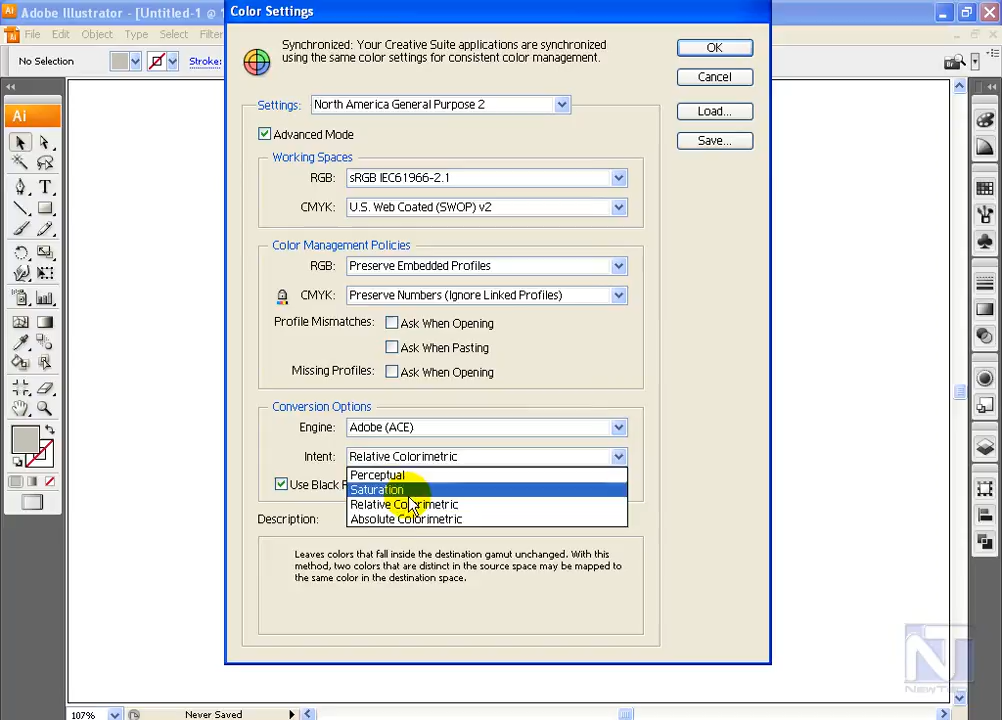 Adobe Illustrator - [Untitled-1 @ 1
Color Settings
File Edit Object Type Select Filter
No Selection
Stroke:
Synchronized: Your Creative Suite applications are synchronized
using the same color settings for consistent color management.
OK
Cancel
Load...
Save...
Settings: North America General Purpose 2
Advanced Mode
Working Spaces
RGB: sRGB IEC61966-2.1
CMYK: U.S. Web Coated (SWOP) v2
Color Management Policies
RGB: Preserve Embedded Profiles
CMYK: Preserve Numbers (Ignore Linked Profiles)
Profile Mismatches: Ask When Opening
Ask When Pasting
Missing Profiles: Ask When Opening
Conversion Options
Engine: Adobe (ACE)
Intent: Relative Colorimetric
Perceptual
Use Black
Saturation
Relative Colorimetric
Absolute Colorimetric
Description:
Leaves colors that fall inside the destination gamut unchanged. With this
method, two colors that are distinct in the source space may be mapped to
the same color in the destination space.
Ai
T
107%
Never Saved
NT